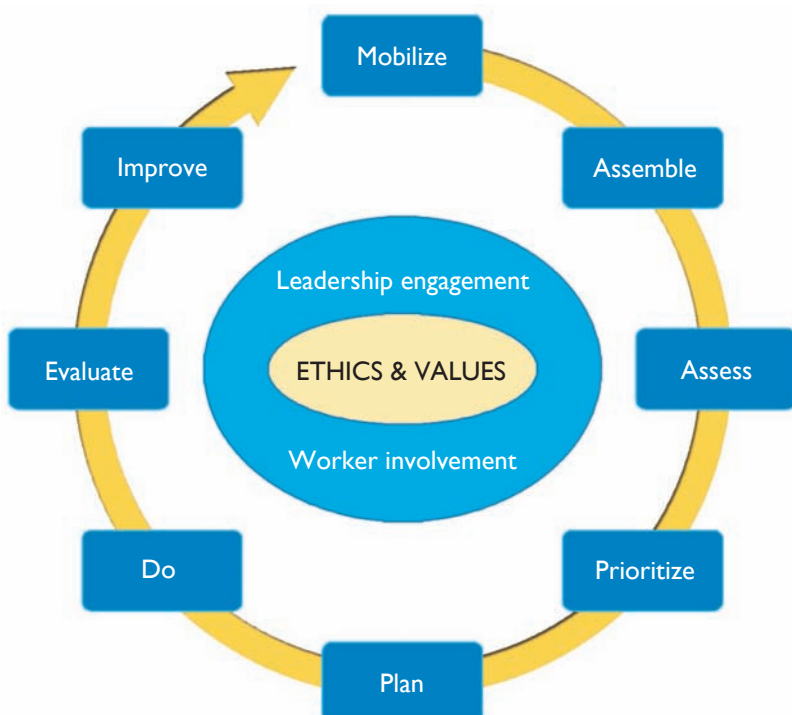 Mobilize
Assemble
Assess
Prioritize
Plan
Do
Evaluate
Improve
Leadership engagement
ETHICS & VALUES
Worker involvement